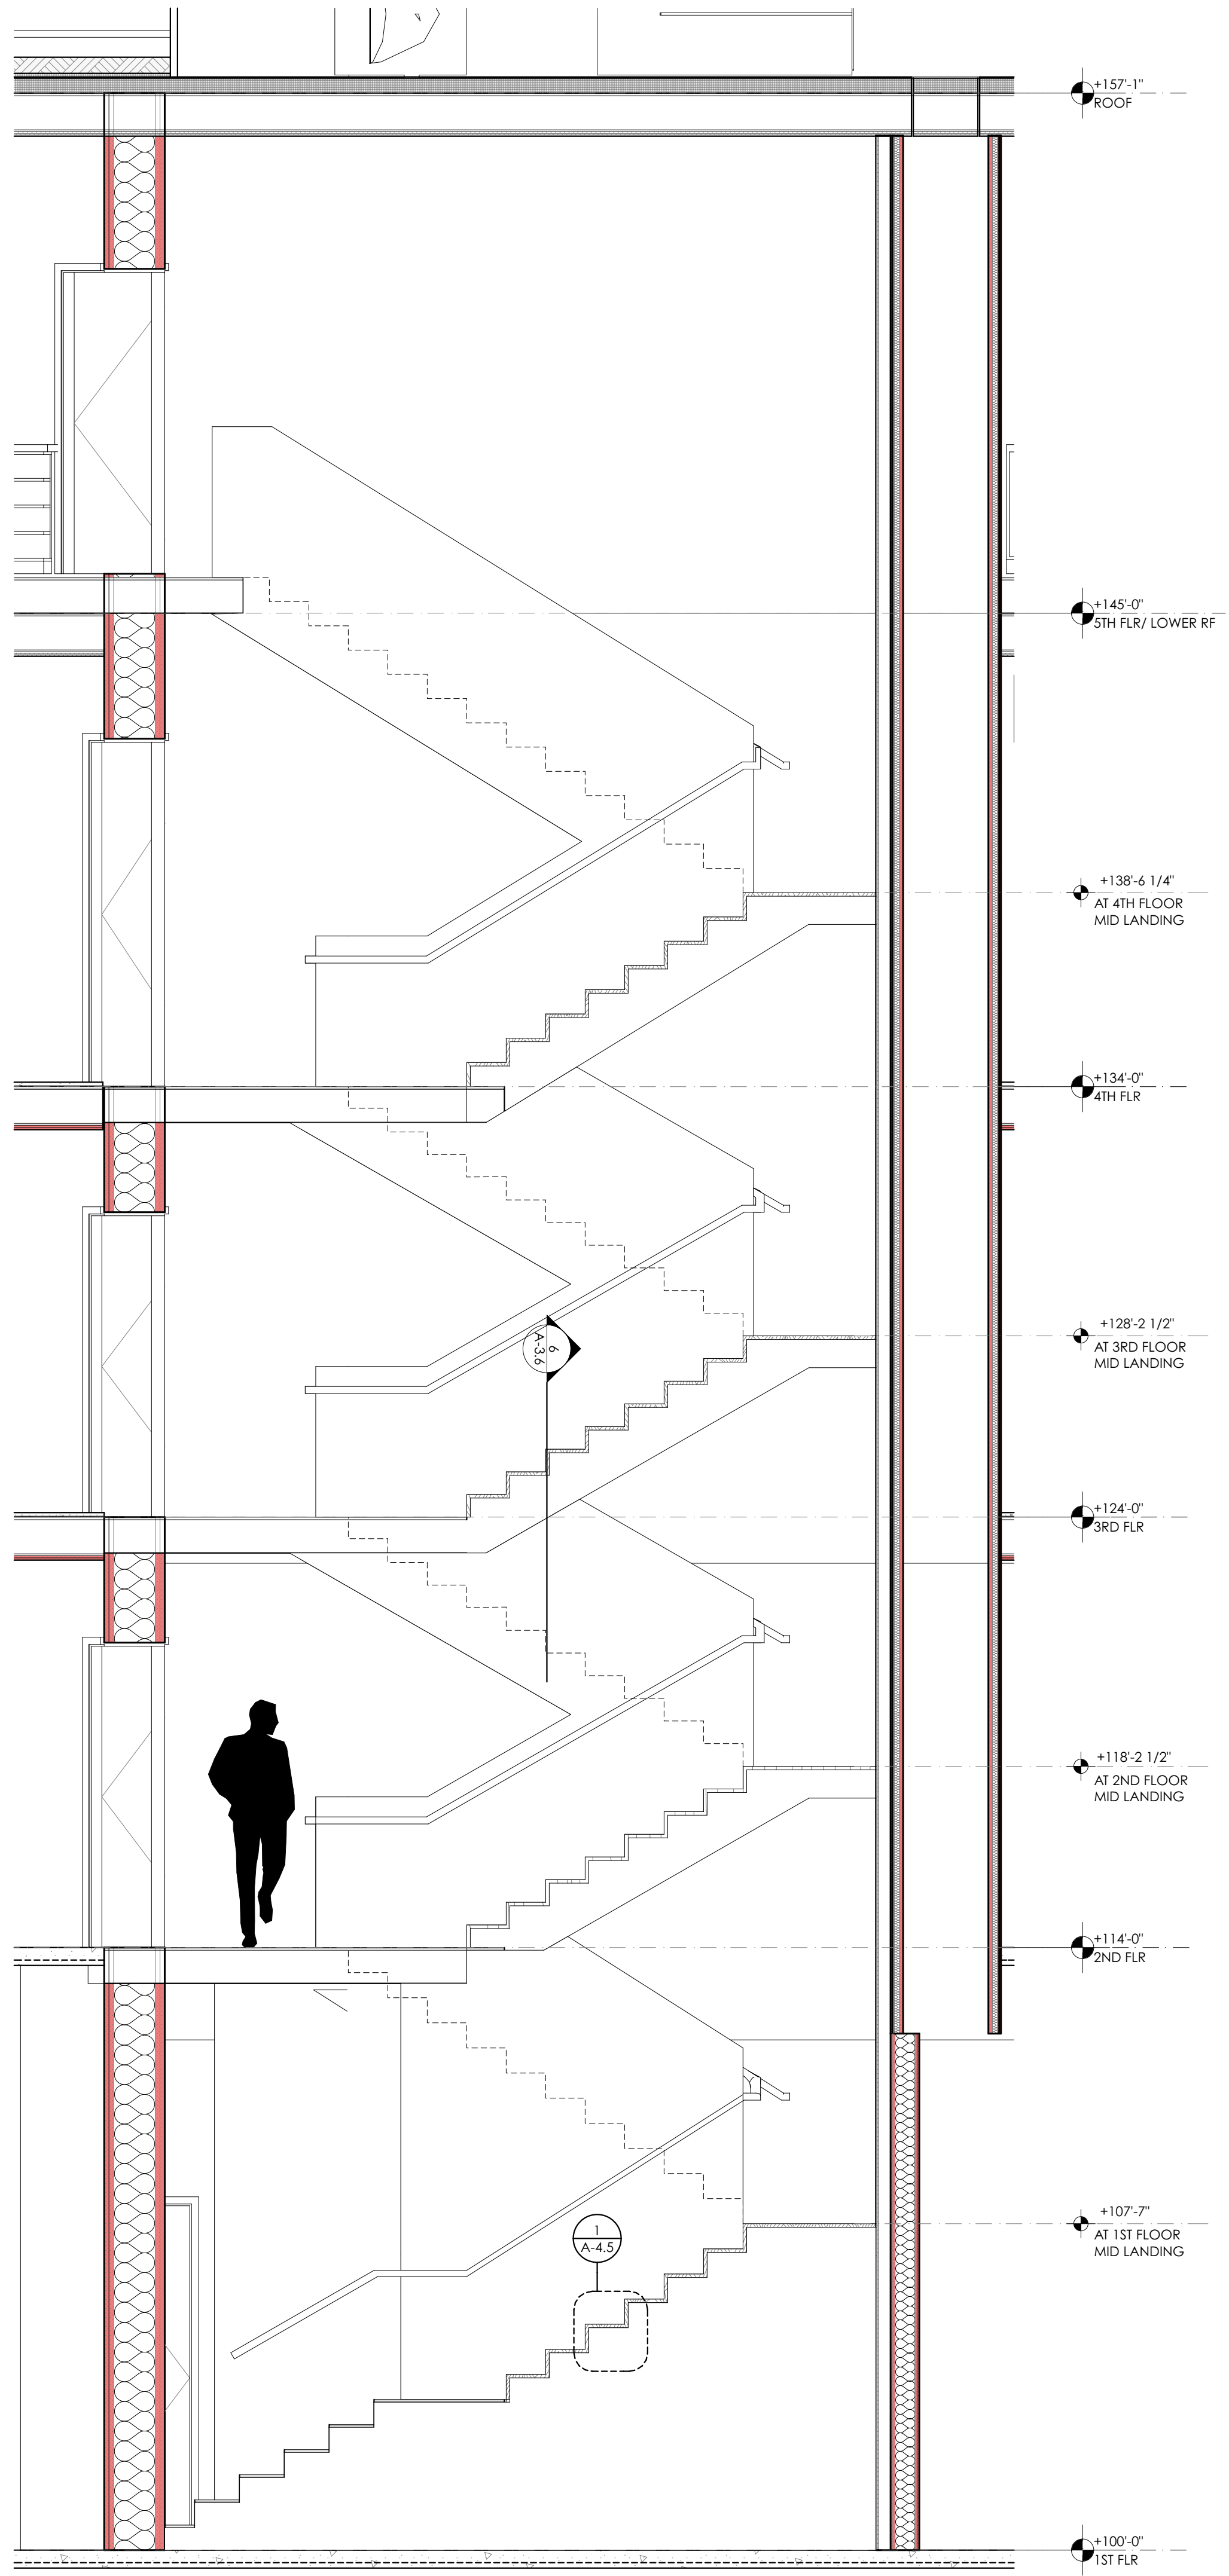 +157'-1"
ROOF
+145'-0"
5TH FLR/ LOWER RF
+138'-6 1/4"
AT 4TH FLOOR
MID LANDING
+134'-0"
4TH FLR
6
A-3.6
+128'-2 1/2"
AT 3RD FLOOR
MID LANDING
+124'-0"
3RD FLR
+118'-2 1/2"
AT 2ND FLOOR
MID LANDING
+114'-0"
2ND FLR
+107'-7"
AT 1ST FLOOR
MID LANDING
1
A-4.5
+100'-0"
1ST FLR